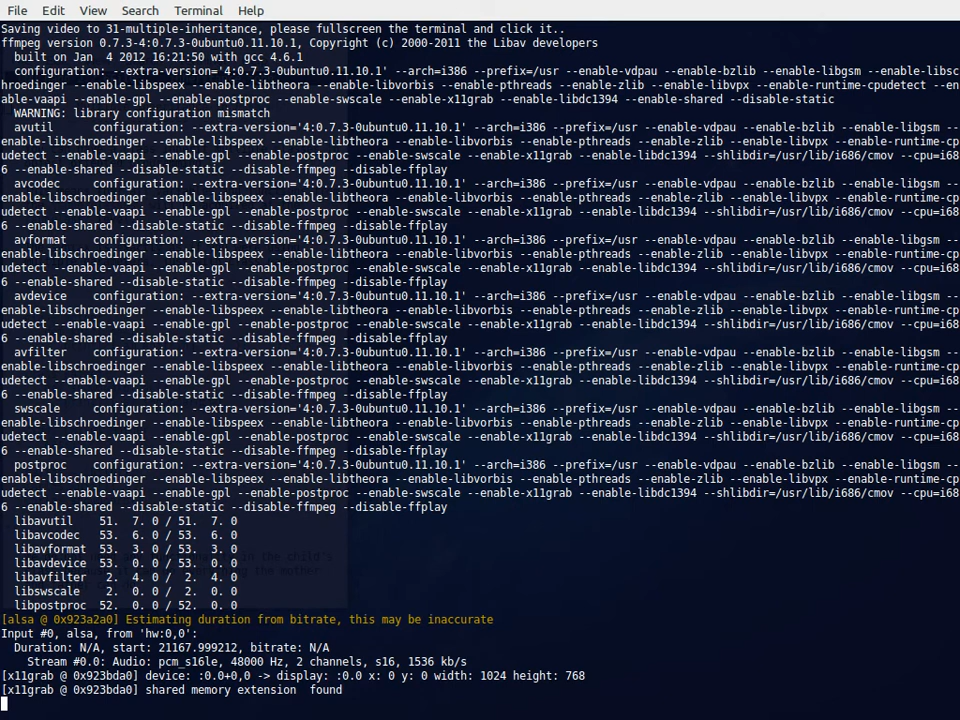 File Edit View Search Terminal Help
Saving video to 31-multiple-inheritance, please fullscreen the terminal and click it..
ffmpeg version 0.7.3-4:0.7.3-0ubuntu0.11.10.1, Copyright (c) 2000-2011 the Libav developers
  built on Jan  4 2012 16:21:50 with gcc 4.6.1
  configuration: --extra-version='4:0.7.3-0ubuntu0.11.10.1' --arch=i386 --prefix=/usr --enable-vdpau --enable-bzlib --enable-libgsm --enable-libsc
hroedinger --enable-libspeex --enable-libtheora --enable-libvorbis --enable-pthreads --enable-zlib --enable-libvpx --enable-runtime-cpudetect --en
able-vaapi --enable-gpl --enable-postproc --enable-swscale --enable-x11grab --enable-libdc1394 --enable-shared --disable-static
  WARNING: library configuration mismatch
  avutil      configuration: --extra-version='4:0.7.3-0ubuntu0.11.10.1' --arch=i386 --prefix=/usr --enable-vdpau --enable-bzlib --enable-libgsm --
enable-libschroedinger --enable-libspeex --enable-libtheora --enable-libvorbis --enable-pthreads --enable-zlib --enable-libvpx --enable-runtime-cp
udetect --enable-vaapi --enable-gpl --enable-postproc --enable-swscale --enable-x11grab --enable-libdc1394 --shlibdir=/usr/lib/i686/cmov --cpu=i68
6 --enable-shared --disable-static --disable-ffmpeg --disable-ffplay
  avcodec     configuration: --extra-version='4:0.7.3-0ubuntu0.11.10.1' --arch=i386 --prefix=/usr --enable-vdpau --enable-bzlib --enable-libgsm --
enable-libschroedinger --enable-libspeex --enable-libtheora --enable-libvorbis --enable-pthreads --enable-zlib --enable-libvpx --enable-runtime-cp
udetect --enable-vaapi --enable-gpl --enable-postproc --enable-swscale --enable-x11grab --enable-libdc1394 --shlibdir=/usr/lib/i686/cmov --cpu=i68
6 --enable-shared --disable-static --disable-ffmpeg --disable-ffplay
  avformat    configuration: --extra-version='4:0.7.3-0ubuntu0.11.10.1' --arch=i386 --prefix=/usr --enable-vdpau --enable-bzlib --enable-libgsm --
enable-libschroedinger --enable-libspeex --enable-libtheora --enable-libvorbis --enable-pthreads --enable-zlib --enable-libvpx --enable-runtime-cp
udetect --enable-vaapi --enable-gpl --enable-postproc --enable-swscale --enable-x11grab --enable-libdc1394 --shlibdir=/usr/lib/i686/cmov --cpu=i68
6 --enable-shared --disable-static --disable-ffmpeg --disable-ffplay
  avdevice    configuration: --extra-version='4:0.7.3-0ubuntu0.11.10.1' --arch=i386 --prefix=/usr --enable-vdpau --enable-bzlib --enable-libgsm --
enable-libschroedinger --enable-libspeex --enable-libtheora --enable-libvorbis --enable-pthreads --enable-zlib --enable-libvpx --enable-runtime-cp
udetect --enable-vaapi --enable-gpl --enable-postproc --enable-swscale --enable-x11grab --enable-libdc1394 --shlibdir=/usr/lib/i686/cmov --cpu=i68
6 --enable-shared --disable-static --disable-ffmpeg --disable-ffplay
  avfilter    configuration: --extra-version='4:0.7.3-0ubuntu0.11.10.1' --arch=i386 --prefix=/usr --enable-vdpau --enable-bzlib --enable-libgsm --
enable-libschroedinger --enable-libspeex --enable-libtheora --enable-libvorbis --enable-pthreads --enable-zlib --enable-libvpx --enable-runtime-cp
udetect --enable-vaapi --enable-gpl --enable-postproc --enable-swscale --enable-x11grab --enable-libdc1394 --shlibdir=/usr/lib/i686/cmov --cpu=i68
6 --enable-shared --disable-static --disable-ffmpeg --disable-ffplay
  swscale     configuration: --extra-version='4:0.7.3-0ubuntu0.11.10.1' --arch=i386 --prefix=/usr --enable-vdpau --enable-bzlib --enable-libgsm --
enable-libschroedinger --enable-libspeex --enable-libtheora --enable-libvorbis --enable-pthreads --enable-zlib --enable-libvpx --enable-runtime-cp
udetect --enable-vaapi --enable-gpl --enable-postproc --enable-swscale --enable-x11grab --enable-libdc1394 --shlibdir=/usr/lib/i686/cmov --cpu=i68
6 --enable-shared --disable-static --disable-ffmpeg --disable-ffplay
  postproc    configuration: --extra-version='4:0.7.3-0ubuntu0.11.10.1' --arch=i386 --prefix=/usr --enable-vdpau --enable-bzlib --enable-libgsm --
enable-libschroedinger --enable-libspeex --enable-libtheora --enable-libvorbis --enable-pthreads --enable-zlib --enable-libvpx --enable-runtime-cp
udetect --enable-vaapi --enable-gpl --enable-postproc --enable-swscale --enable-x11grab --enable-libdc1394 --shlibdir=/usr/lib/i686/cmov --cpu=i68
6 --enable-shared --disable-static --disable-ffmpeg --disable-ffplay
  libavutil    51.  7. 0 / 51.  7. 0
  libavcodec   53.  6. 0 / 53.  6. 0
  libavformat  53.  3. 0 / 53.  3. 0
  libavdevice  53.  0. 0 / 53.  0. 0
  libavfilter   2.  4. 0 /  2.  4. 0
  libswscale    2.  0. 0 /  2.  0. 0
  libpostproc  52.  0. 0 / 52.  0. 0
[alsa @ 0x923a2a0] Estimating duration from bitrate, this may be inaccurate
Input #0, alsa, from 'hw:0,0':
  Duration: N/A, start: 21167.999212, bitrate: N/A
    Stream #0.0: Audio: pcm_s16le, 48000 Hz, 2 channels, s16, 1536 kb/s
[x11grab @ 0x923bda0] device: :0.0+0,0 -> display: :0.0 x: 0 y: 0 width: 1024 height: 768
[x11grab @ 0x923bda0] shared memory extension  found